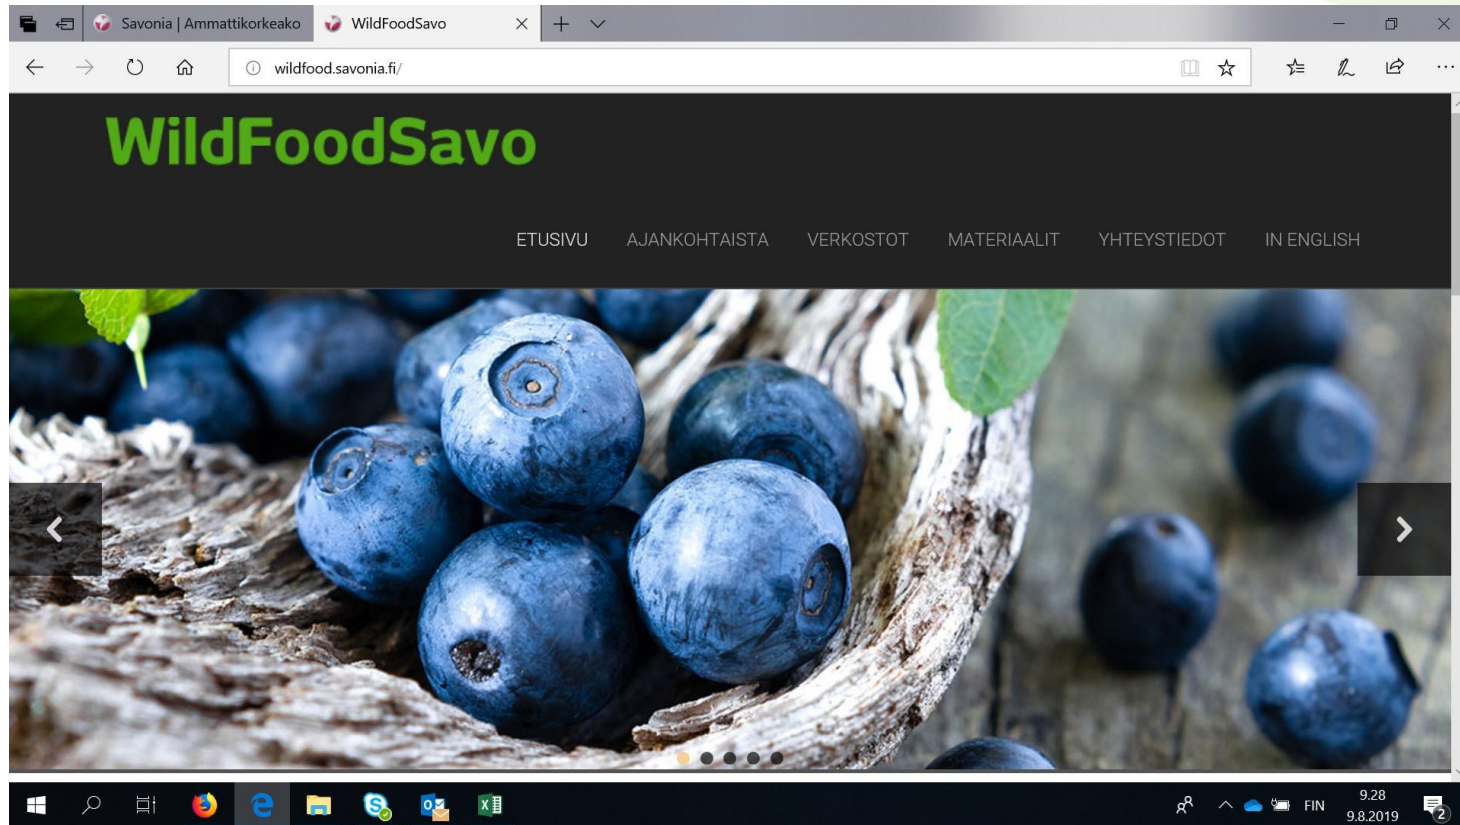 Savonia | Ammattikorkeako
WildFoodSavo
wildfood.savonia.fi/
WildFoodSavo
ETUSIVU AJANKOHTAISTA VERKOSTOT MATERIAALIT YHTEYSTIEDOT IN ENGLISH
FIN
9.28
9.8.2019
2